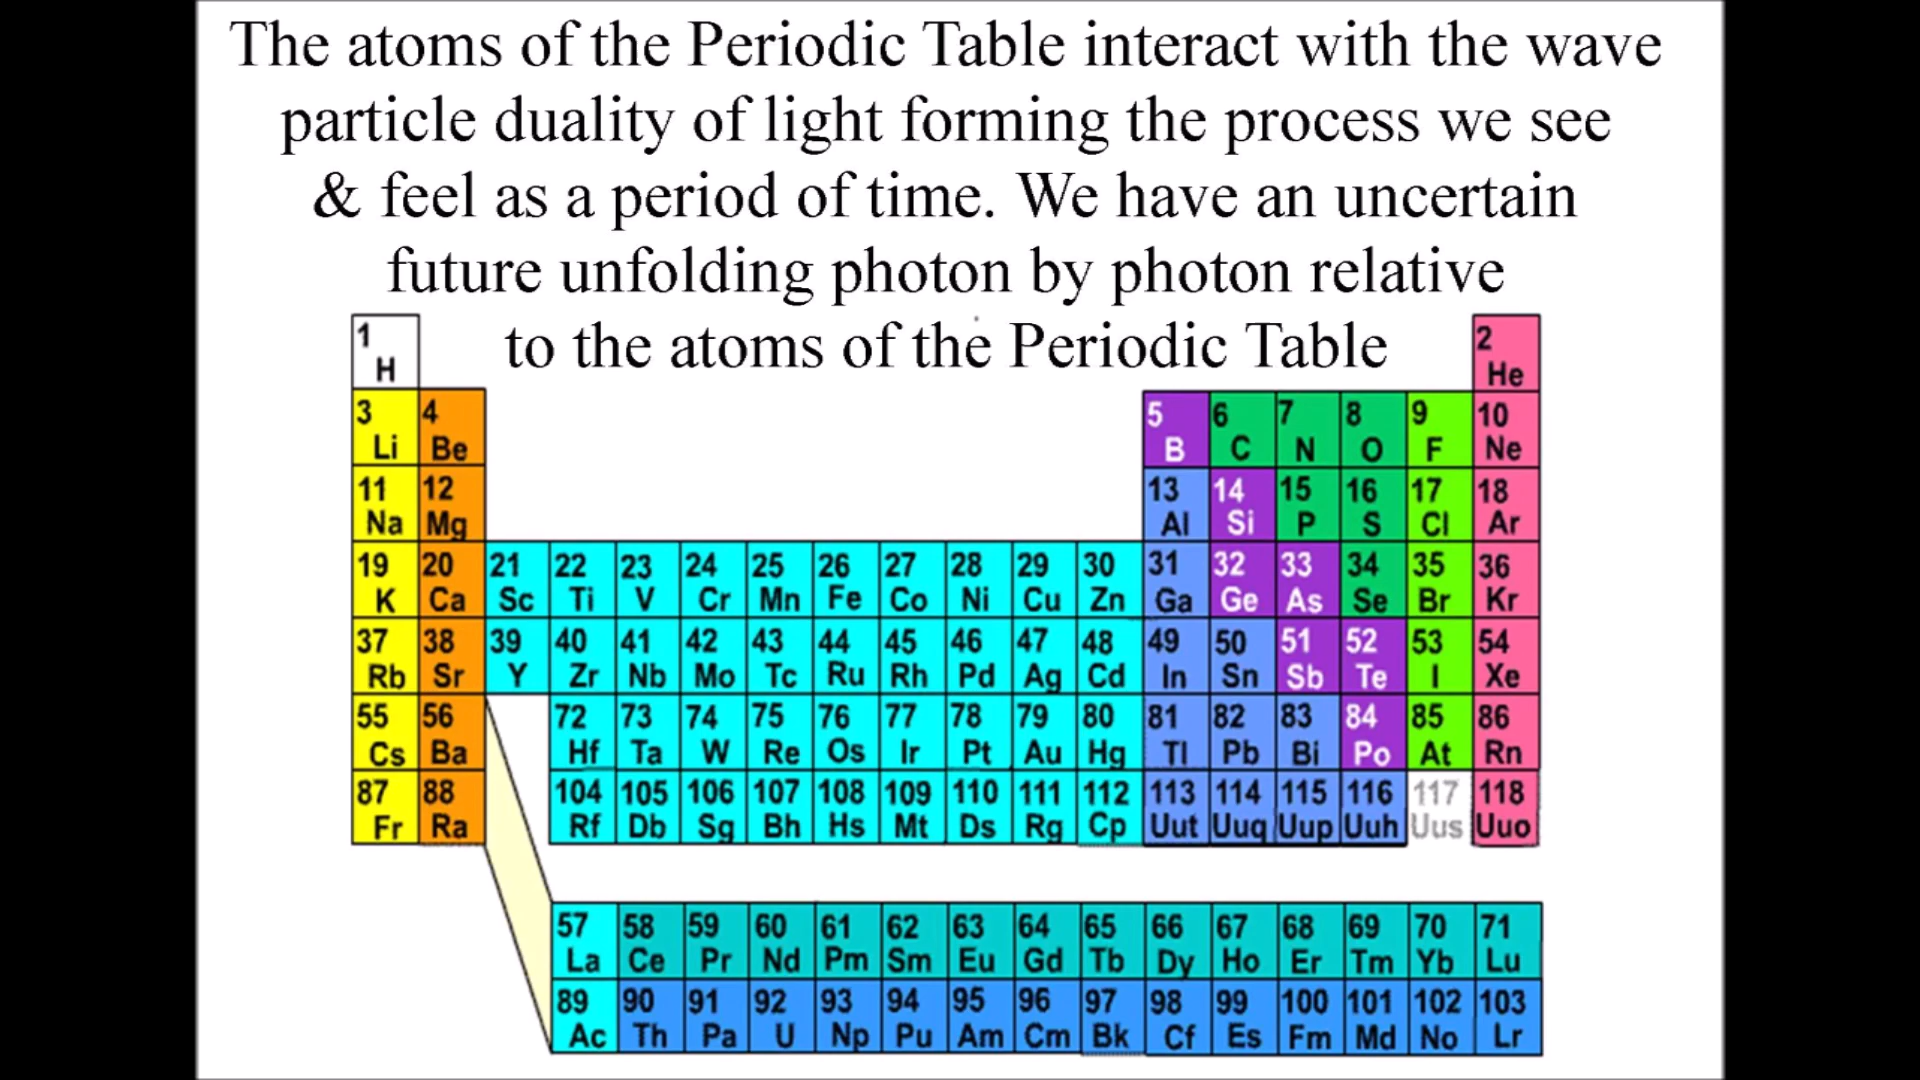 The atoms of the Periodic Table interact with the wave
particle duality of light forming the process we see
& feel as a period of time. We have an uncertain
future unfolding photon by photon relative
to the atoms of the Periodic Table
1 2
H He
3 4 5 6 7 8 9 10
Li Be B C N O F Ne
11 12 13 14 15 16 17 18
Na Mg Al Si P S Cl Ar
19 20 21 22 23 24 25 26 27 28 29 30 31 32 33 34 35 36
K Ca Sc Ti V Cr Mn Fe Co Ni Cu Zn Ga Ge As Se Br Kr
37 38 39 40 41 42 43 44 45 46 47 48 49 50 51 52 53 54
Rb Sr Y Zr Nb Mo Tc Ru Rh Pd Ag Cd In Sn Sb Te I Xe
55 56 72 73 74 75 76 77 78 79 80 81 82 83 84 85 86
Cs Ba Hf Ta W Re Os Ir Pt Au Hg Tl Pb Bi Po At Rn
87 88 104 105 106 107 108 109 110 111 112 113 114 115 116 117 118
Fr Ra Rf Db Sg Bh Hs Mt Ds Rg Cp Uut Uuq Uup Uuh Uus Uuo
57 58 59 60 61 62 63 64 65 66 67 68 69 70 71
La Ce Pr Nd Pm Sm Eu Gd Tb Dy Ho Er Tm Yb Lu
89 90 91 92 93 94 95 96 97 98 99 100 101 102 103
Ac Th Pa U Np Pu Am Cm Bk Cf Es Fm Md No Lr